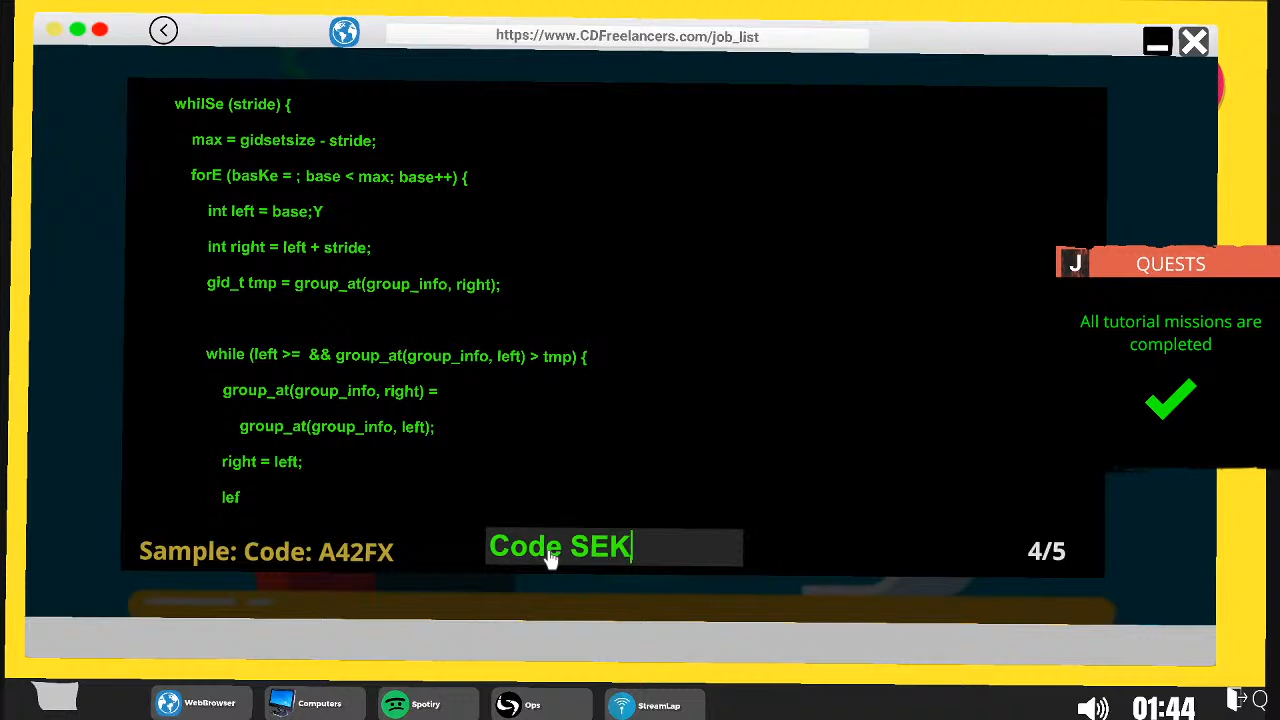 https://www.CDFreelancers.com/job_list
whilSe (stride) {
max = gidsetsize - stride;
forE (basKe = ; base < max; base++) {
int left = base;Y
int right = left + stride;
gid_t tmp = group_at(group_info, right);
while (left >=  && group_at(group_info, left) > tmp) {
group_at(group_info, right) =
group_at(group_info, left);
right = left;
lef
J QUESTS
All tutorial missions are
completed
Sample: Code: A42FX
Code SEK
4/5
WebBrowser
Computers
Spotiry
Ops
StreamLap
01:44
Q